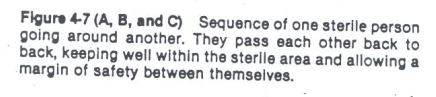 Figure 4-7 (A, B, and C) Sequence of one sterile person
going around another. They pass each other back to
back, keeping well within the sterile area and allowing a
margin of safety between themselves.